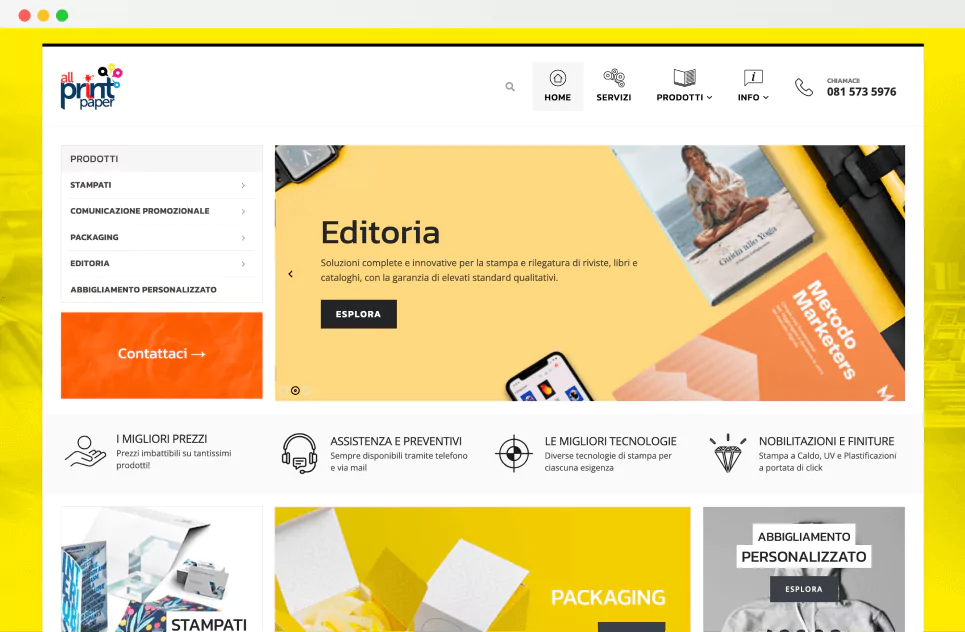 all
print
paper
HOME
SERVIZI
PRODOTTI
INFO
CHIAMACI!
081 573 5976
PRODOTTI
STAMPATI
COMUNICAZIONE PROMOZIONALE
PACKAGING
EDITORIA
ABBIGLIAMENTO PERSONALIZZATO
Contattaci →
Editoria
Soluzioni complete e innovative per la stampa e rilegatura di riviste, libri e
cataloghi, con la garanzia di elevati standard qualitativi.
ESPLORA
Guida allo Yoga
Metodo
Marketers
I MIGLIORI PREZZI
Prezzi imbattibili su tantissimi
prodotti!
ASSISTENZA E PREVENTIVI
Sempre disponibili tramite telefono
e via mail
LE MIGLIORI TECNOLOGIE
Diverse tecnologie di stampa per
ciascuna esigenza
NOBILITAZIONI E FINITURE
Stampa a Caldo, UV e Plastificazioni
a portata di click
STAMPATI
PACKAGING
ABBIGLIAMENTO
PERSONALIZZATO
ESPLORA